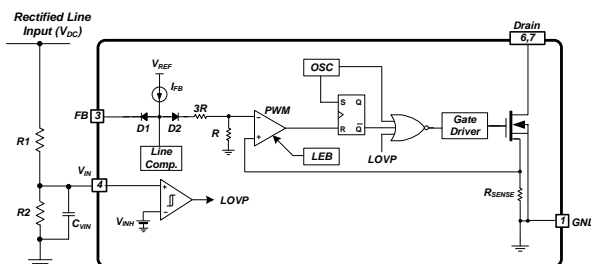 Rectified Line
Input (VDC)
Drain
6,7
VREF
IFB
OSC
FB
3
D1
D2
3R
PWM
S Q
R Q
R
Gate
Driver
Line
Comp.
LEB
LOVP
R1
VIN
4
LOVP
RSENSE
R2
CVIN
VINH
1
GND